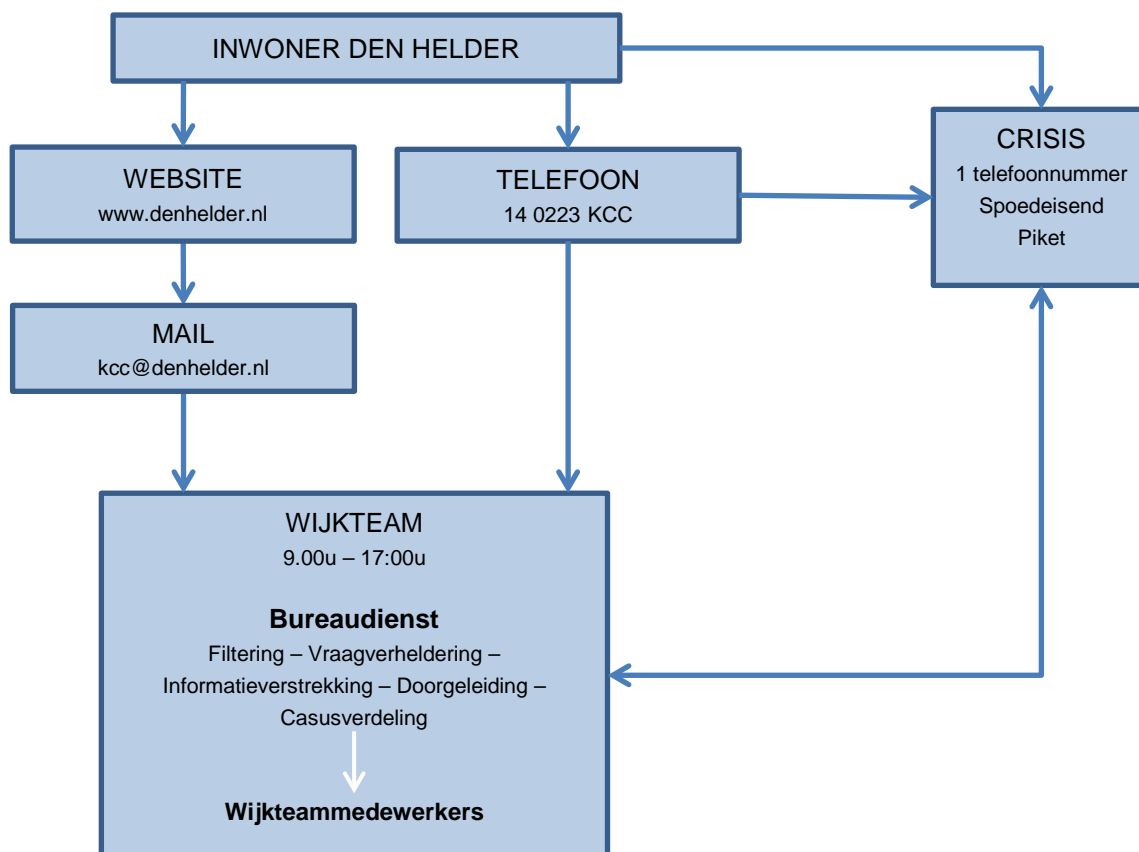 INWONER DEN HELDER
WEBSITE
www.denhelder.nl
TELEFOON
14 0223 KCC
CRISIS
1 telefoonnummer
Spoedeisend
Piket
MAIL
kcc@denhelder.nl
WIJKTEAM
9.00u – 17:00u
Bureaudienst
Filtering – Vraagverheldering –
Informatieverstrekking – Doorgeleiding –
Casusverdeling
Wijkteammedewerkers